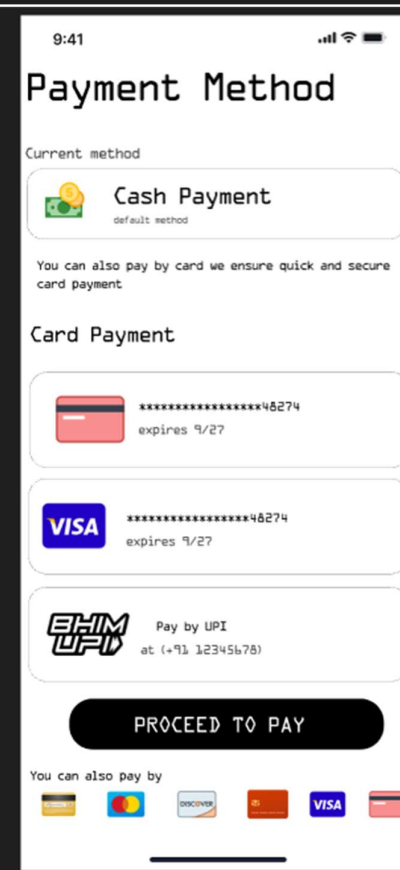 9:41
Payment Method
Current method
Cash Payment
default method
You can also pay by card we ensure quick and secure
card payment
Card Payment
*****************48274
expires 9/27
VISA
*****************48274
expires 9/27
BHIM
UPI
Pay by UPI
at (+91 12345678)
PROCEED TO PAY
You can also pay by
DISCOVER
VISA